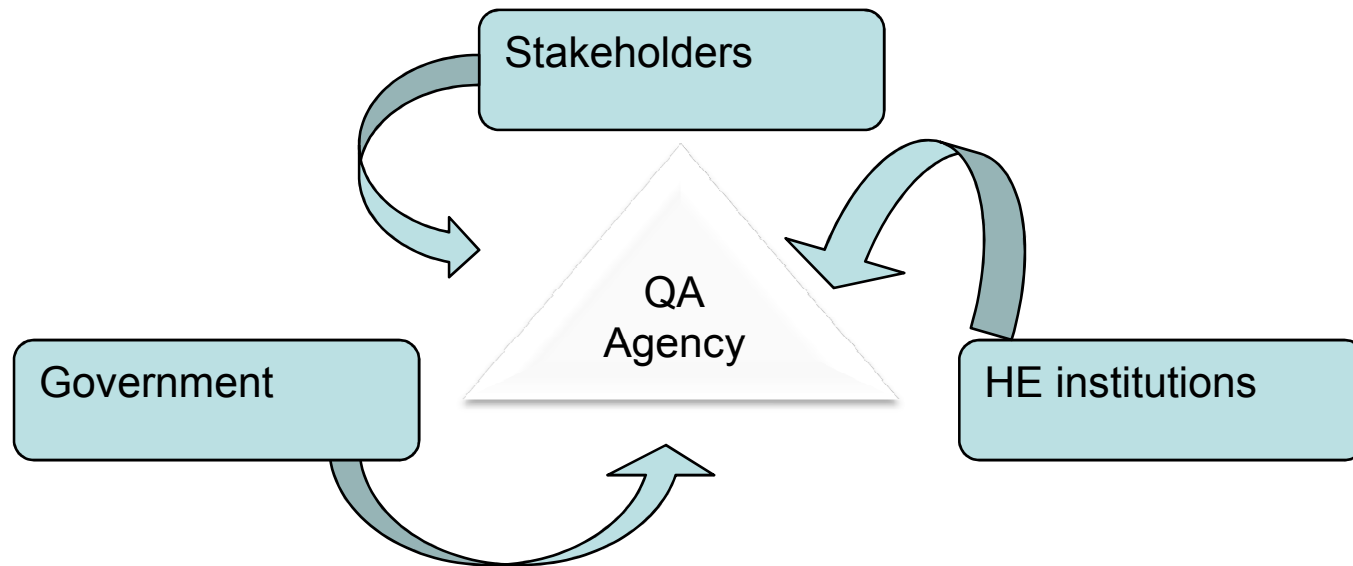 Stakeholders
QA
Agency
Government
HE institutions